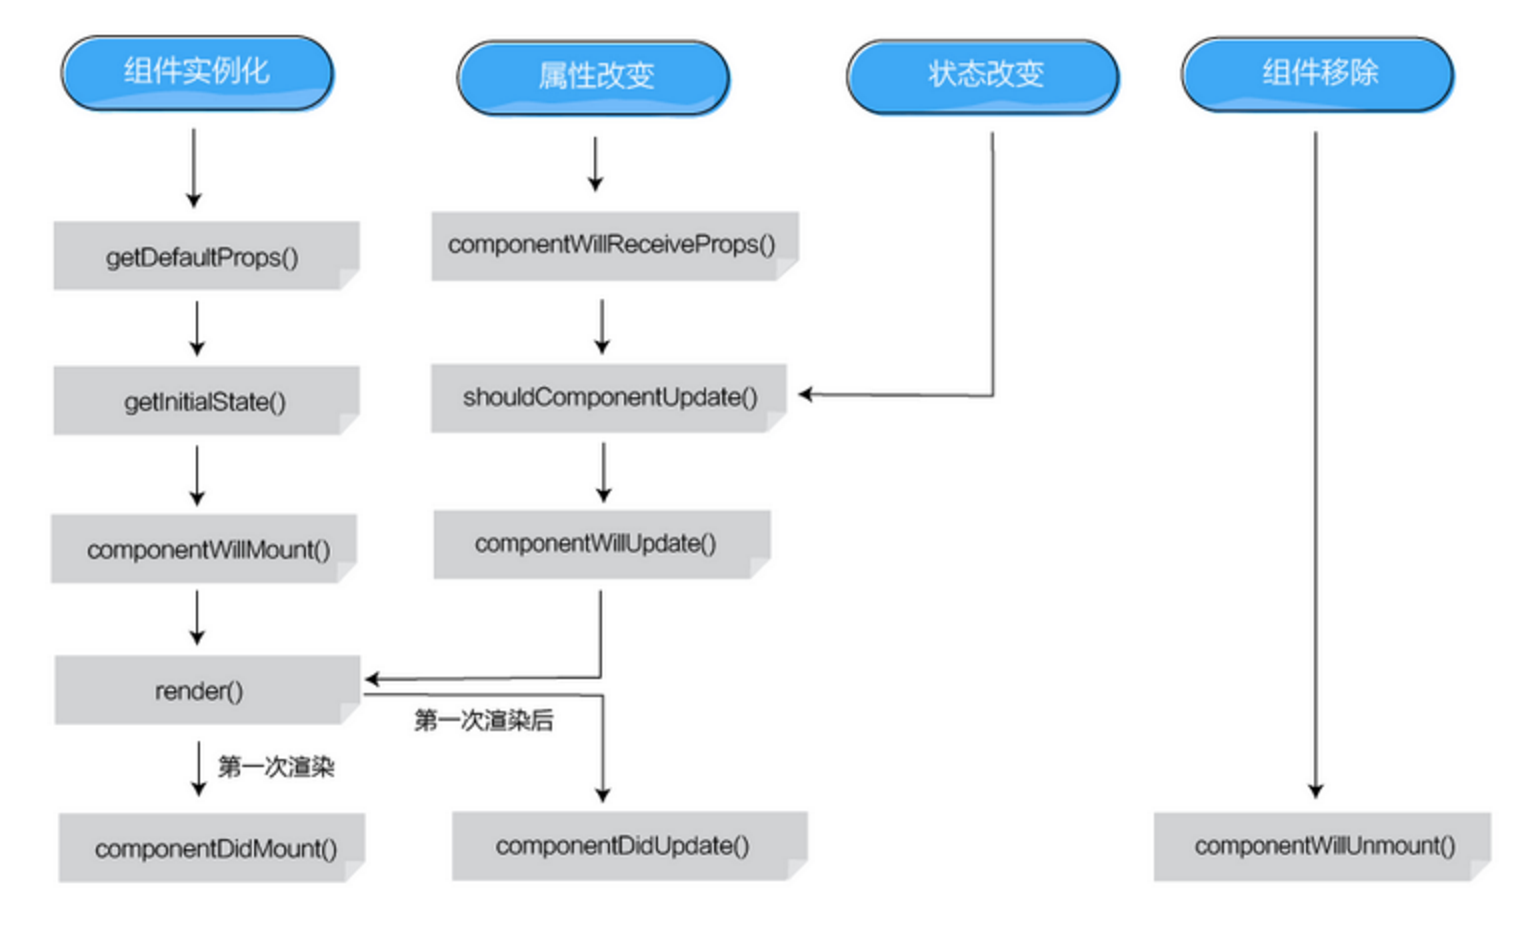 组件实例化
属性改变
状态改变
组件移除
getDefaultProps()
componentWillReceiveProps()
getInitialState()
shouldComponentUpdate()
componentWillMount()
componentWillUpdate()
render()
第一次渲染后
第一次渲染
componentDidMount()
componentDidUpdate()
componentWillUnmount()